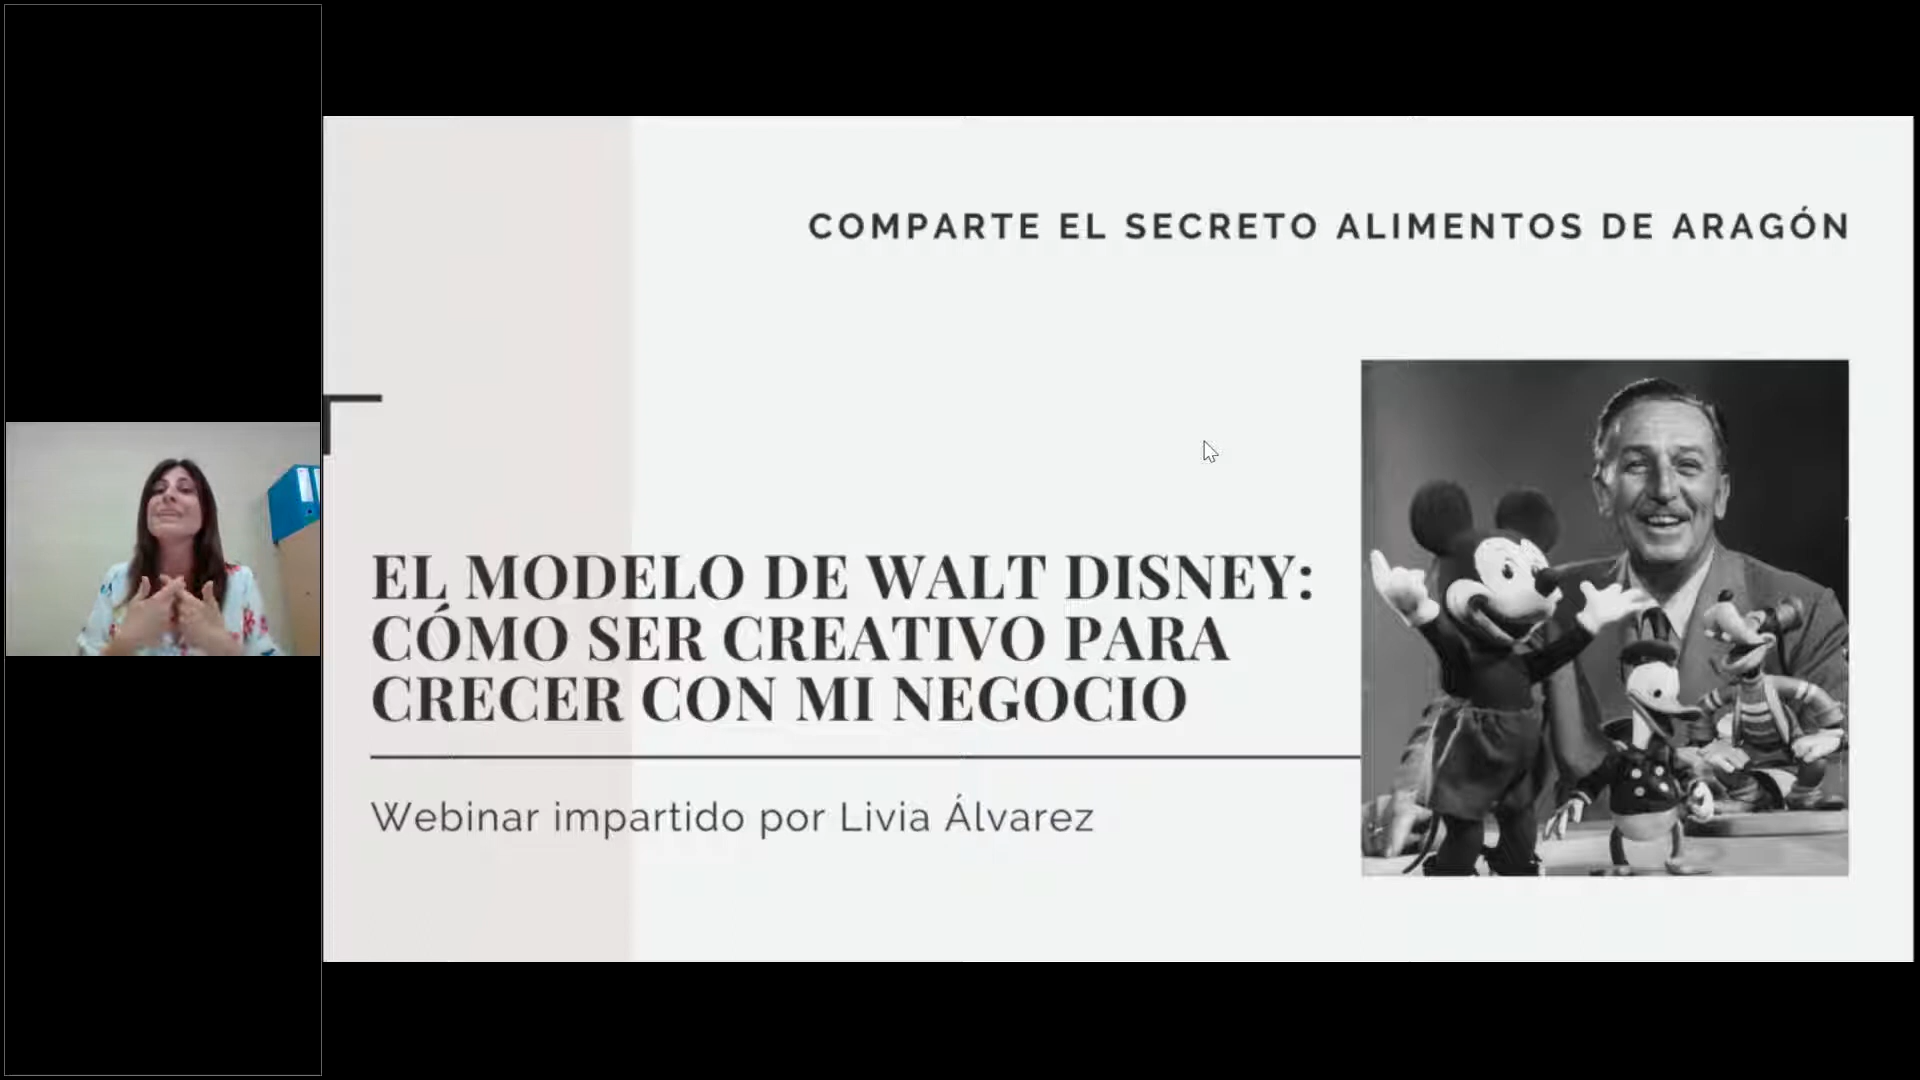 COMPARTE EL SECRETO ALIMENTOS DE ARAGÓN
EL MODELO DE WALT DISNEY:
CÓMO SER CREATIVO PARA
CRECER CON MI NEGOCIO
Webinar impartido por Livia Álvarez